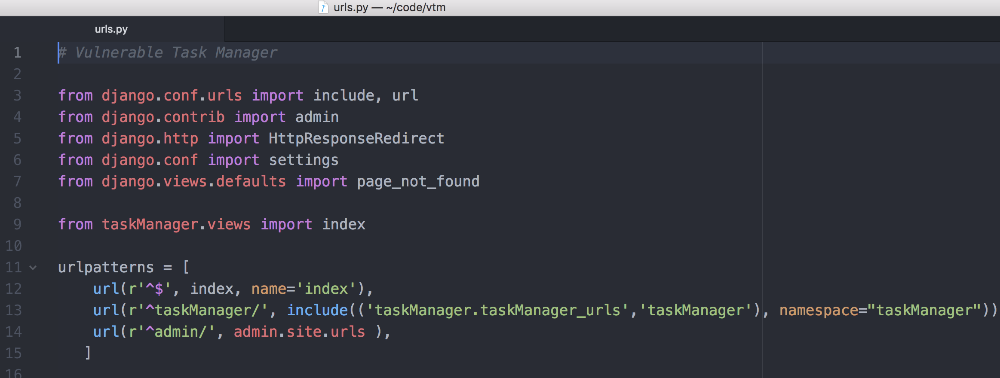 urls.py — ~/code/vtm
urls.py
1 # Vulnerable Task Manager
2
3 from django.conf.urls import include, url
4 from django.contrib import admin
5 from django.http import HttpResponseRedirect
6 from django.conf import settings
7 from django.views.defaults import page_not_found
8
9 from taskManager.views import index
10
11 urlpatterns = [
12     url(r'^$', index, name='index'),
13     url(r'^taskManager/', include(('taskManager.taskManager_urls','taskManager'), namespace="taskManager"))
14     url(r'^admin/', admin.site.urls ),
15    ]
16